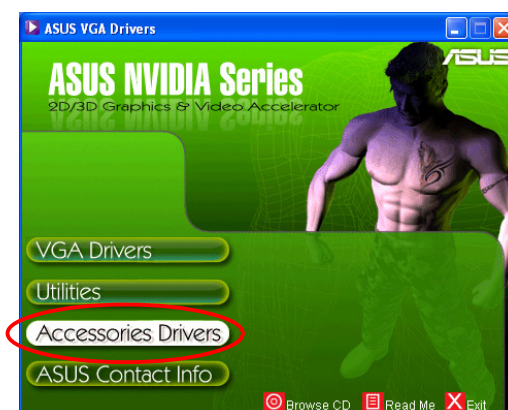 ASUS VGA Drivers
ASUS
ASUS NVIDIA Series
2D/3D Graphics & Video Accelerator
VGA Drivers
Utilities
Accessories Drivers
ASUS Contact Info
Browse CD Read Me Exit